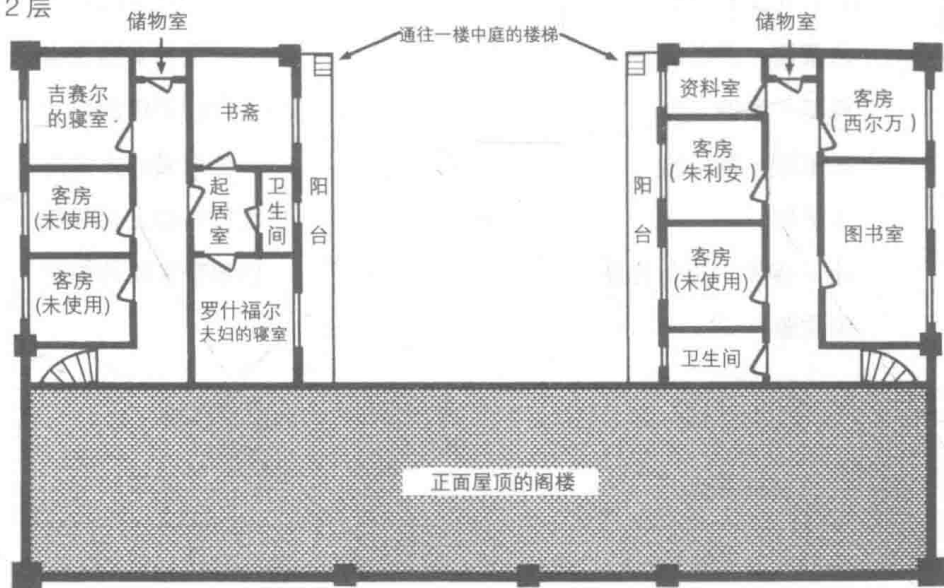 2层
储物室
通往一楼中庭的楼梯
储物室
吉赛尔
的寝室
书斋
资料室
客房
(西尔万)
客房
(未使用)
起
居
室
卫
生
间
阳
台
阳
台
客房
(朱利安)
图书室
客房
(未使用)
罗什福尔
夫妇的寝室
客房
(未使用)
卫生间
正面屋顶的阁楼